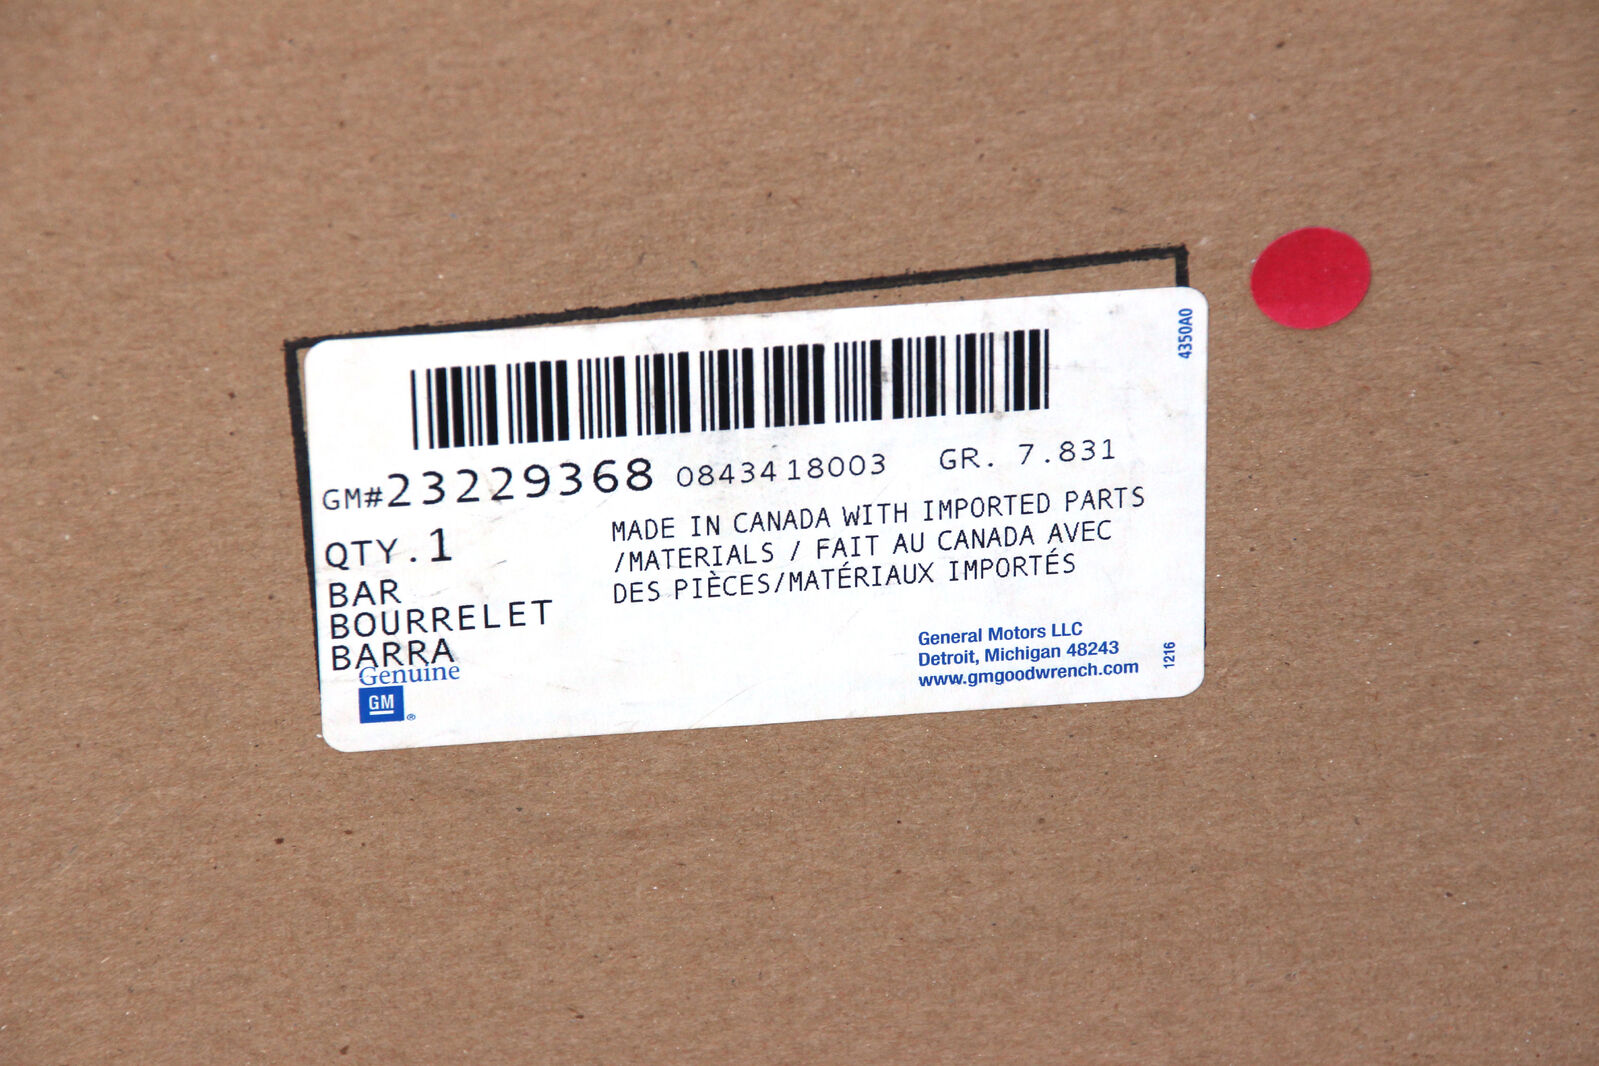 4350A0
GM#23229368 0843418003 GR. 7.831
QTY.1
BAR
BOURRELET
BARRA
MADE IN CANADA WITH IMPORTED PARTS
/MATERIALS / FAIT AU CANADA AVEC
DES PIÈCES/MATÉRIAUX IMPORTÉS
Genuine
GM®
General Motors LLC
Detroit, Michigan 48243
www.gmgoodwrench.com
1216